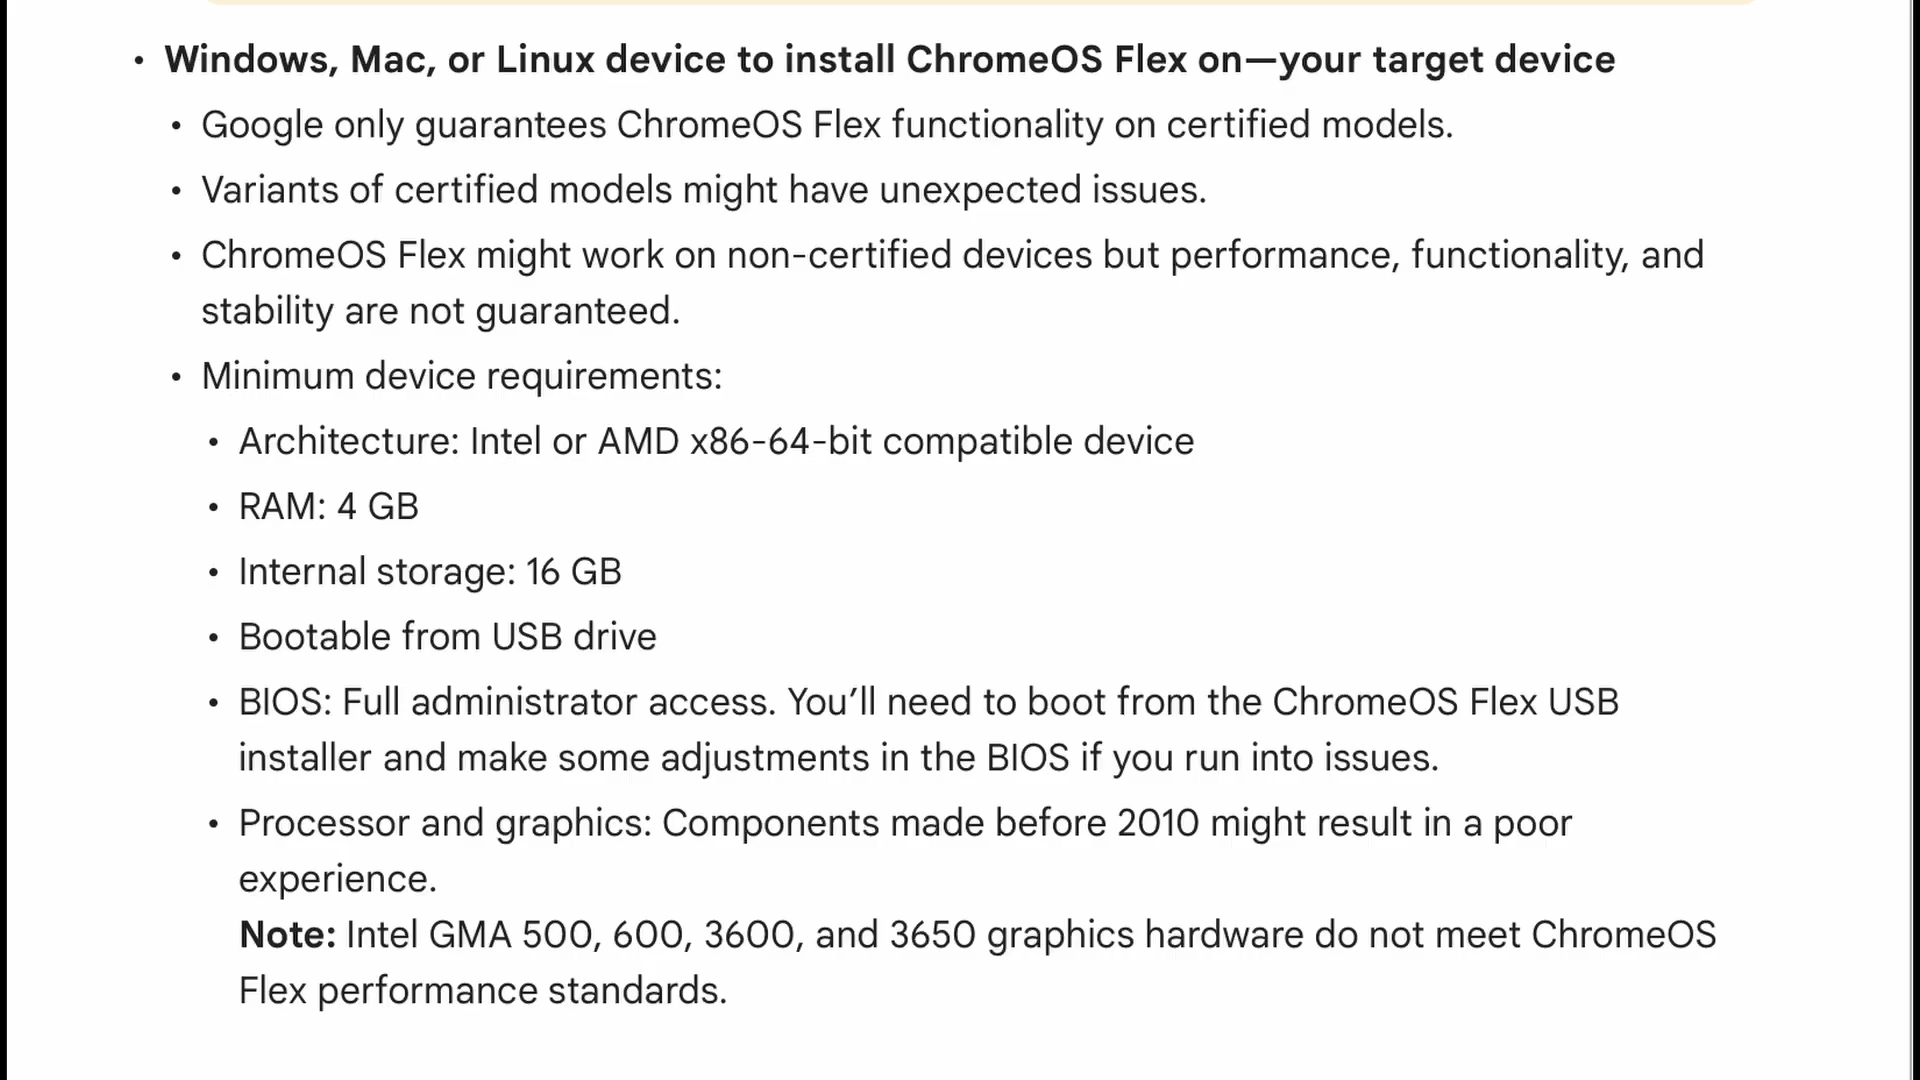 • Windows, Mac, or Linux device to install ChromeOS Flex on—your target device
• Google only guarantees ChromeOS Flex functionality on certified models.
• Variants of certified models might have unexpected issues.
• ChromeOS Flex might work on non-certified devices but performance, functionality, and
stability are not guaranteed.
• Minimum device requirements:
• Architecture: Intel or AMD x86-64-bit compatible device
• RAM: 4 GB
• Internal storage: 16 GB
• Bootable from USB drive
• BIOS: Full administrator access. You’ll need to boot from the ChromeOS Flex USB
installer and make some adjustments in the BIOS if you run into issues.
• Processor and graphics: Components made before 2010 might result in a poor
experience.
Note: Intel GMA 500, 600, 3600, and 3650 graphics hardware do not meet ChromeOS
Flex performance standards.